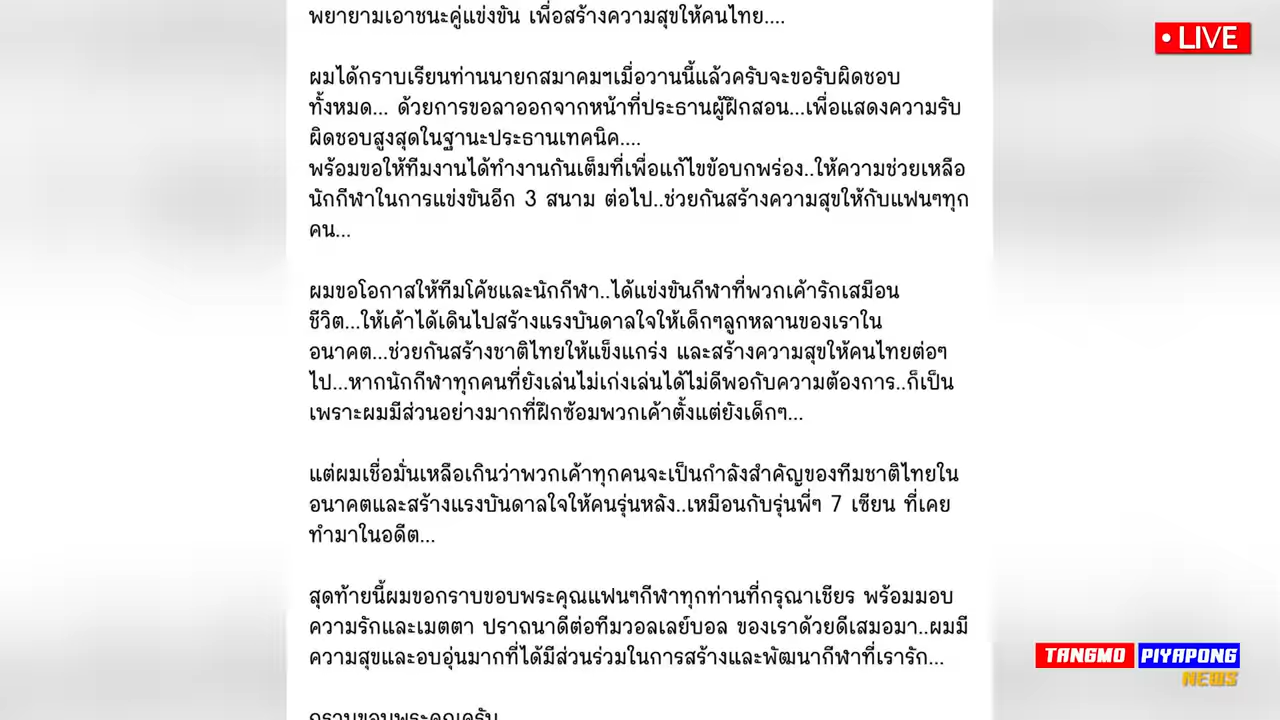 พยายามเอาชนะคู่แข่งขัน เพื่อสร้างความสุขให้คนไทย....
• LIVE
ผมได้กราบเรียนท่านนายกสมาคมฯเมื่อวานนี้แล้วครับจะขอรับผิดชอบ
ทั้งหมด... ด้วยการขอลาออกจากหน้าที่ประธานผู้ฝึกสอน...เพื่อแสดงความรับ
ผิดชอบสูงสุดในฐานะประธานเทคนิค....
พร้อมขอให้ทีมงานได้ทำงานกันเต็มที่เพื่อแก้ไขข้อบกพร่อง..ให้ความช่วยเหลือ
นักกีฬาในการแข่งขันอีก 3 สนาม ต่อไป..ช่วยกันสร้างความสุขให้กับแฟนๆทุก
คน...
ผมขอโอกาสให้ทีมโค้ชและนักกีฬา..ได้แข่งขันกีฬาที่พวกเค้ารักเสมือน
ชีวิต...ให้เค้าได้เดินไปสร้างแรงบันดาลใจให้เด็กๆลูกหลานของเราใน
อนาคต...ช่วยกันสร้างชาติไทยให้แข็งแกร่ง และสร้างความสุขให้คนไทยต่อๆ
ไป...หากนักกีฬาทุกคนที่ยังเล่นไม่เก่งเล่นได้ไม่ดีพอกับความต้องการ..ก็เป็น
เพราะผมมีส่วนอย่างมากที่ฝึกซ้อมพวกเค้าตั้งแต่ยังเด็กๆ...
แต่ผมเชื่อมั่นเหลือเกินว่าพวกเค้าทุกคนจะเป็นกำลังสำคัญของทีมชาติไทยใน
อนาคตและสร้างแรงบันดาลใจให้คนรุ่นหลัง..เหมือนกับรุ่นพี่ๆ 7 เซียน ที่เคย
ทำมาในอดีต...
สุดท้ายนี้ผมขอกราบขอบพระคุณแฟนๆกีฬาทุกท่านที่กรุณาเชียร พร้อมมอบ
ความรักและเมตตา ปราถนาดีต่อทีมวอลเลย์บอล ของเราด้วยดีเสมอมา..ผมมี
ความสุขและอบอุ่นมากที่ได้มีส่วนร่วมในการสร้างและพัฒนากีฬาที่เรารัก...
TANGMO PIYAPONG
NEWS
กราบขอบพระคุณครับ